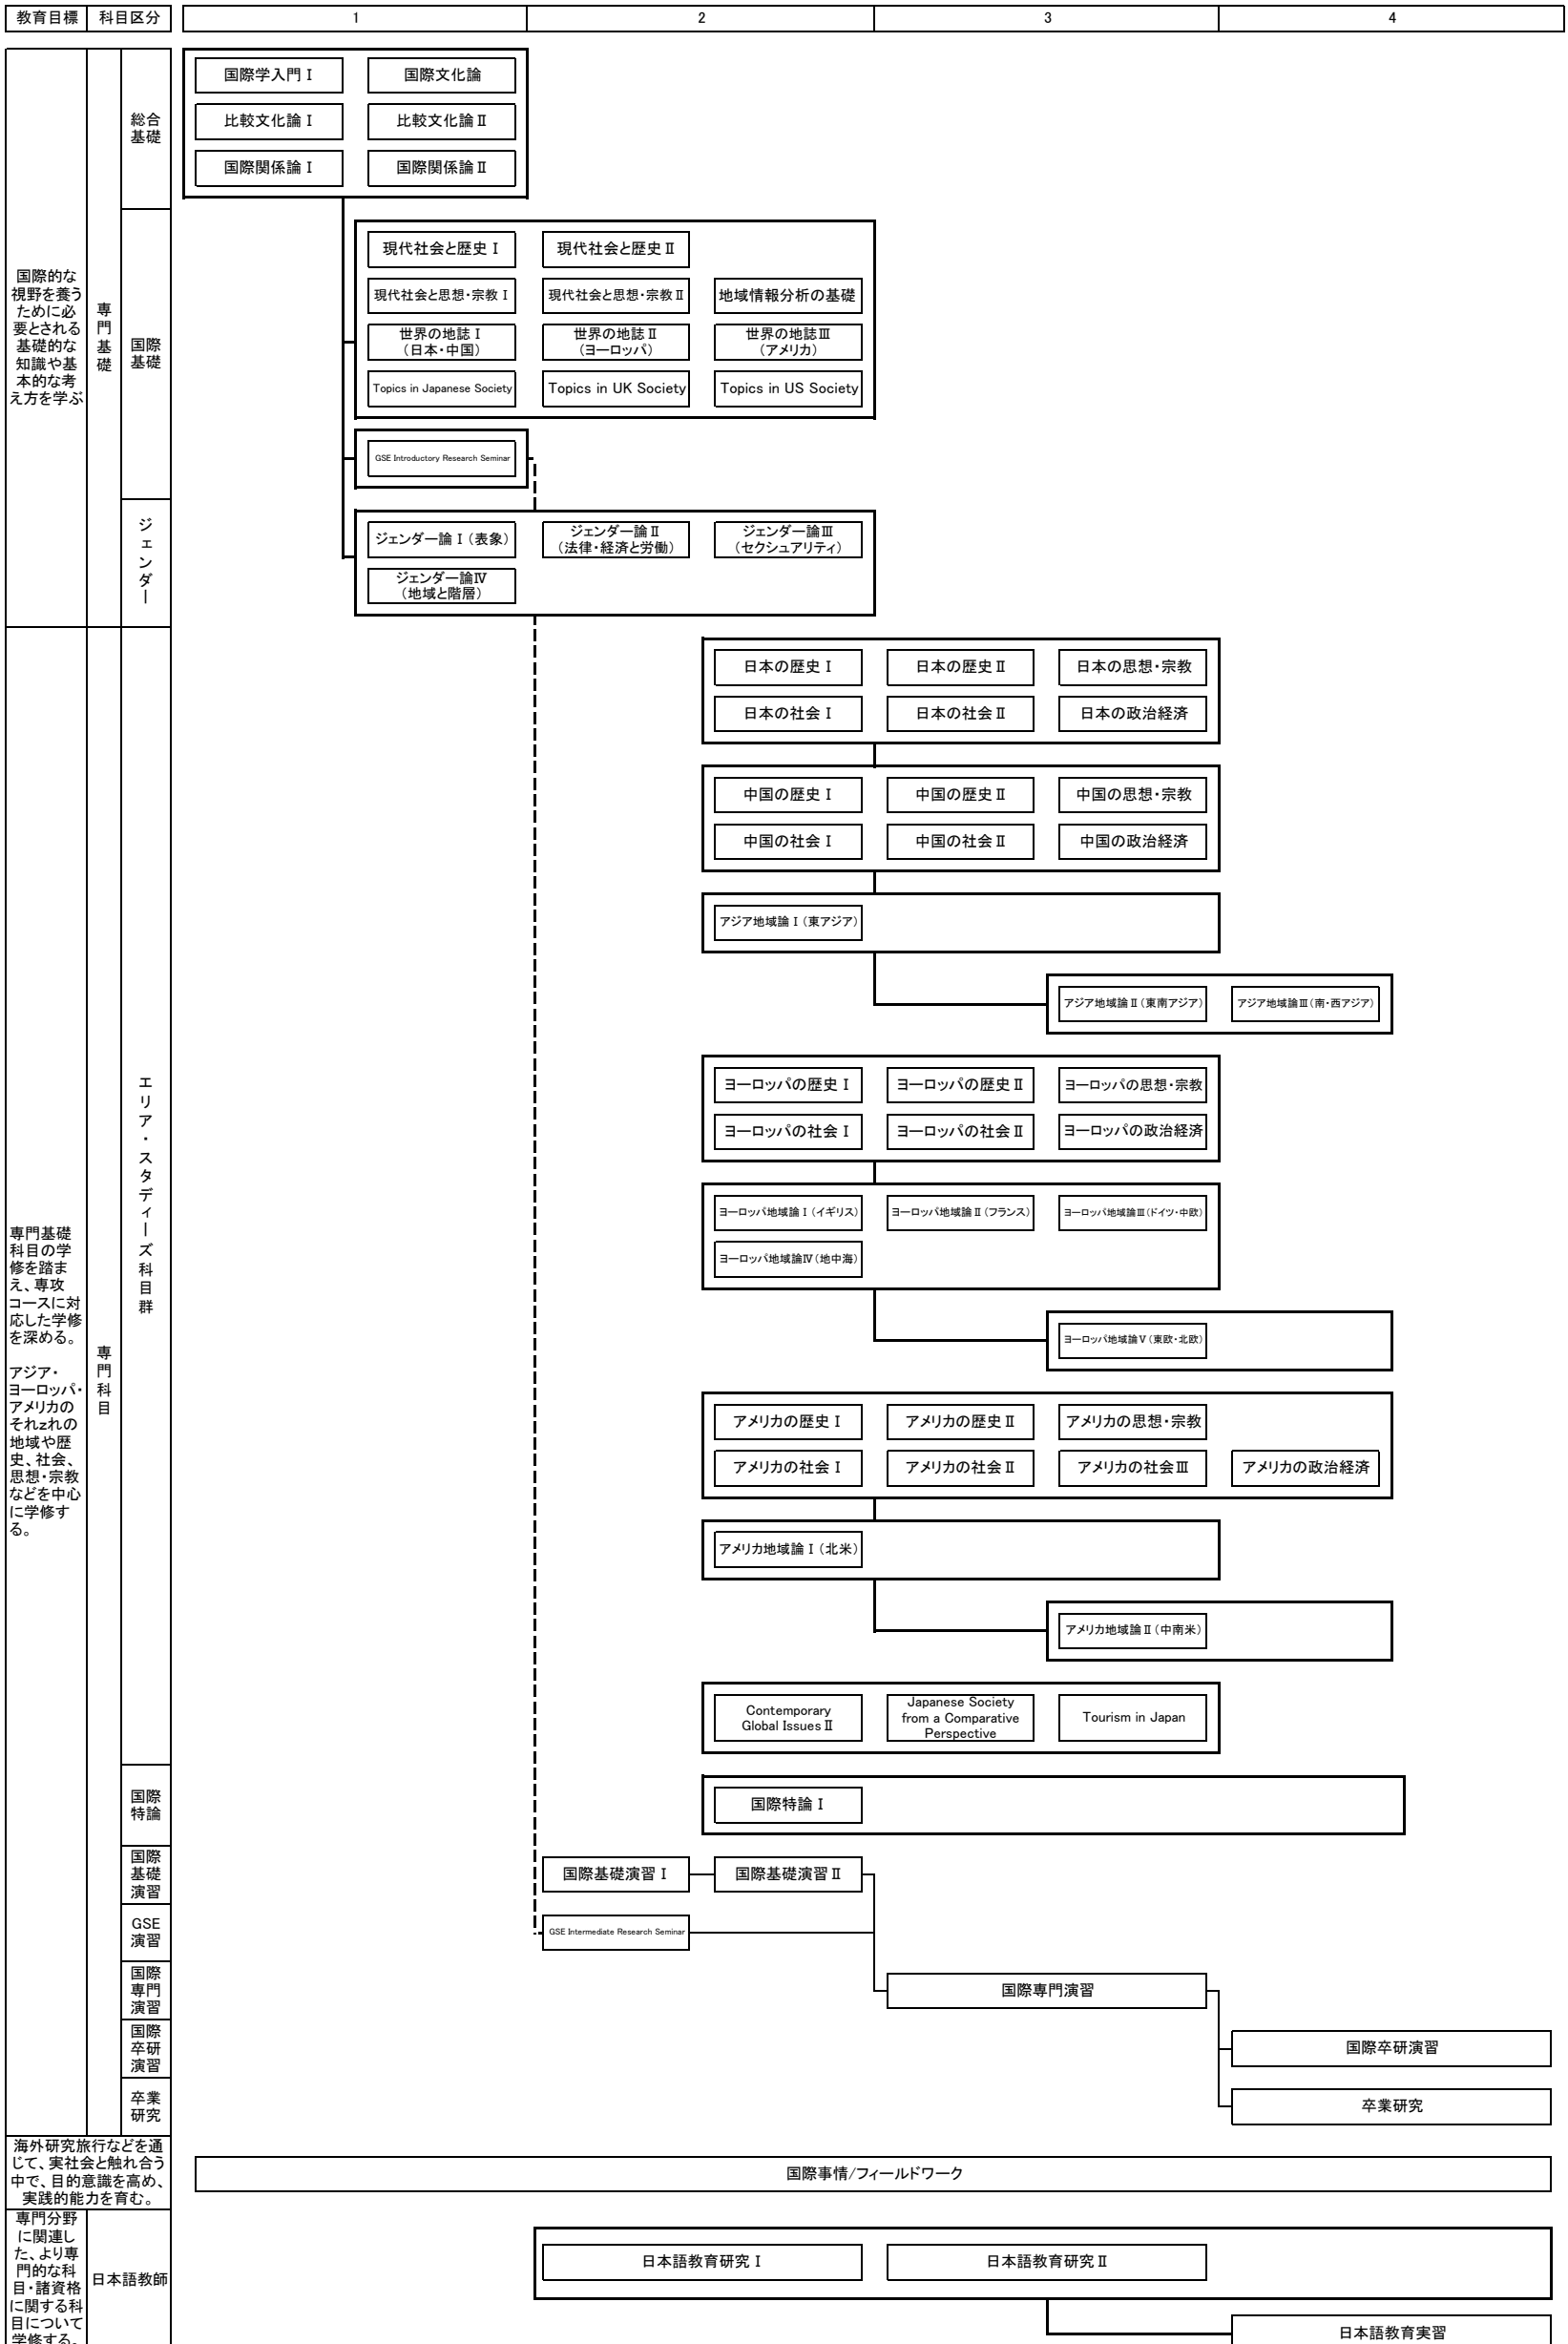 教育目標 科目区分 1 2 3 4
国際的な
視野を養う
ために必
要とされる
基礎的な
知識や基
本的な考
え方を学ぶ
専門基礎
総合
基礎
国際学入門Ⅰ 国際文化論
比較文化論Ⅰ 比較文化論Ⅱ
国際関係論Ⅰ 国際関係論Ⅱ
国際
基礎
現代社会と歴史Ⅰ 現代社会と歴史Ⅱ
現代社会と思想・宗教Ⅰ 現代社会と思想・宗教Ⅱ 地域情報分析の基礎
世界の地誌Ⅰ
（日本・中国）
世界の地誌Ⅱ
（ヨーロッパ）
世界の地誌Ⅲ
（アメリカ）
Topics in Japanese Society Topics in UK Society Topics in US Society
GSE Introductory Research Seminar
ジェンダー
ジェンダー論Ⅰ（表象）
ジェンダー論Ⅱ
（法律・経済と労働）
ジェンダー論Ⅲ
（セクシュアリティ）
ジェンダー論Ⅳ
（地域と階層）
専門基礎
科目の学
修を踏ま
え、専攻
コースに対
応した学修
を深める。
アジア・
ヨーロッパ・
アメリカの
それzれの
地域や歴
史、社会、
思想・宗教
などを中心
に学修す
る。
専門科目
エリア・スタディーズ科目群
日本の歴史Ⅰ 日本の歴史Ⅱ 日本の思想・宗教
日本の社会Ⅰ 日本の社会Ⅱ 日本の政治経済
中国の歴史Ⅰ 中国の歴史Ⅱ 中国の思想・宗教
中国の社会Ⅰ 中国の社会Ⅱ 中国の政治経済
アジア地域論Ⅰ（東アジア）
アジア地域論Ⅱ（東南アジア） アジア地域論Ⅲ（南・西アジア）
ヨーロッパの歴史Ⅰ ヨーロッパの歴史Ⅱ ヨーロッパの思想・宗教
ヨーロッパの社会Ⅰ ヨーロッパの社会Ⅱ ヨーロッパの政治経済
ヨーロッパ地域論Ⅰ（イギリス） ヨーロッパ地域論Ⅱ（フランス） ヨーロッパ地域論Ⅲ（ドイツ・中欧）
ヨーロッパ地域論Ⅳ（地中海）
ヨーロッパ地域論Ⅴ（東欧・北欧）
アメリカの歴史Ⅰ アメリカの歴史Ⅱ アメリカの思想・宗教
アメリカの社会Ⅰ アメリカの社会Ⅱ アメリカの社会Ⅲ アメリカの政治経済
アメリカ地域論Ⅰ（北米）
アメリカ地域論Ⅱ（中南米）
Contemporary
Global Issues Ⅱ
Japanese Society
from a Comparative
Perspective
Tourism in Japan
国際
特論
国際特論Ⅰ
国際
基礎
演習
国際基礎演習Ⅰ 国際基礎演習Ⅱ
GSE
演習
GSE Intermediate Research Seminar
国際
専門
演習
国際専門演習
国際
卒研
演習
国際卒研演習
卒業
研究
卒業研究
海外研究旅行などを通
じて、実社会と触れ合う
中で、目的意識を高め、
実践的能力を育む。
国際事情/フィールドワーク
専門分野
に関連し
た、より専
門的な科
目・諸資格
に関する科
目について
学修する。
日本語教師
日本語教育研究Ⅰ 日本語教育研究Ⅱ
日本語教育実習